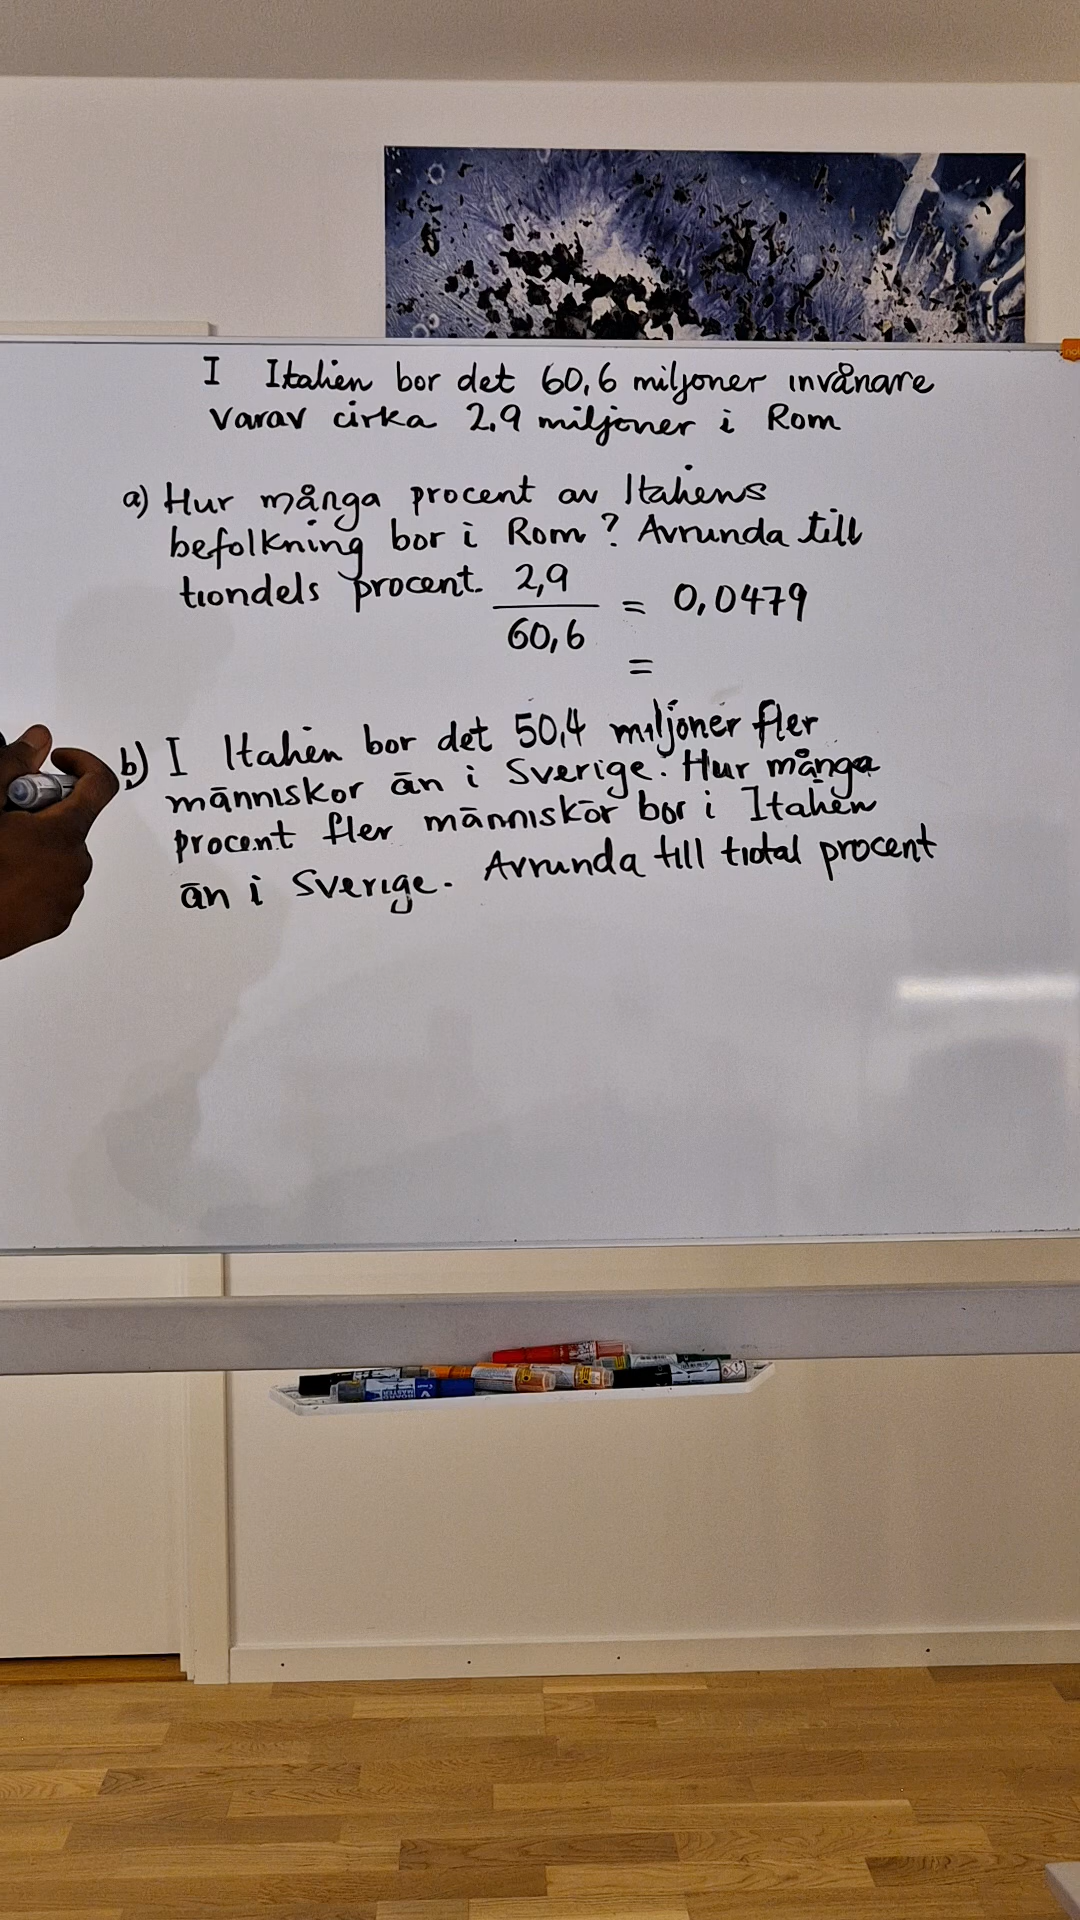 I Italien bor det 60,6 miljoner invånare
varav cirka 2,9 miljoner i Rom
a) Hur många procent av Italiens
befolkning bor i Rom? Avrunda till
tiondels procent. 2,9
60,6
= 0,0479
=
b) I Italien bor det 50,4 miljoner fler
människor än i Sverige. Hur många
procent fler människor bor i Italien
än i Sverige. Avrunda till tiotal procent